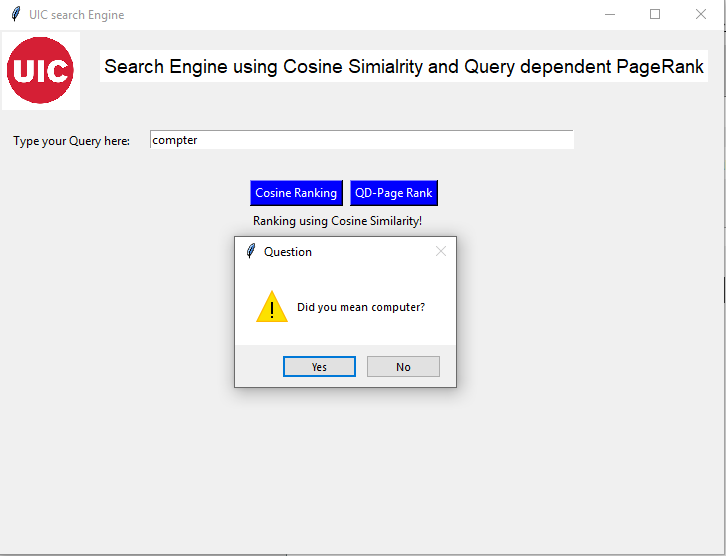 UIC search Engine
UIC
Search Engine using Cosine Simialrity and Query dependent PageRank
Type your Query here: compter
Cosine Ranking QD-Page Rank
Ranking using Cosine Similarity!
Question
Did you mean computer?
Yes No